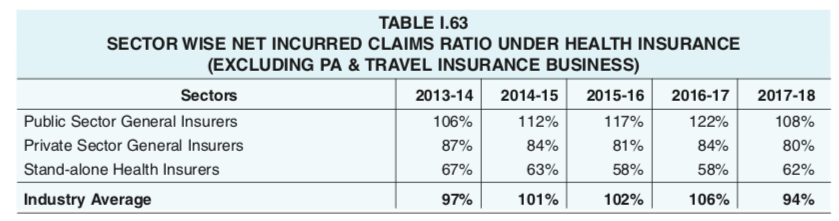 TABLE I.63
SECTOR WISE NET INCURRED CLAIMS RATIO UNDER HEALTH INSURANCE
(EXCLUDING PA & TRAVEL INSURANCE BUSINESS)
Sectors 2013-14 2014-15 2015-16 2016-17 2017-18
Public Sector General Insurers 106% 112% 117% 122% 108%
Private Sector General Insurers 87% 84% 81% 84% 80%
Stand-alone Health Insurers 67% 63% 58% 58% 62%
Industry Average 97% 101% 102% 106% 94%